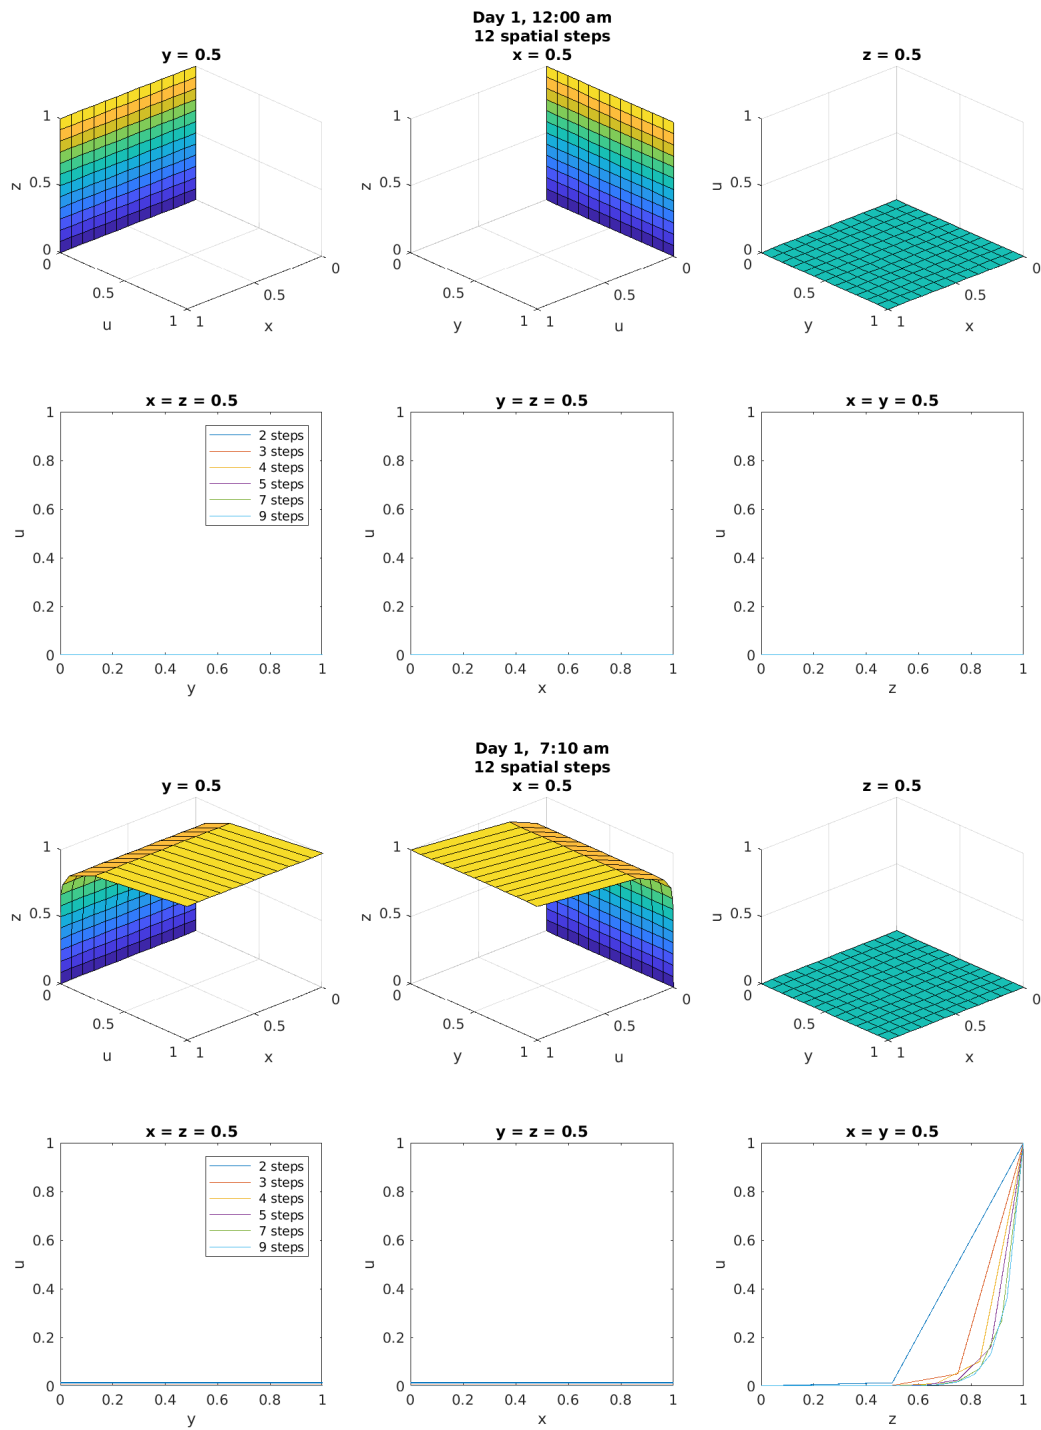 Day 1, 12:00 am
12 spatial steps
y = 0.5
x = 0.5
z = 0.5
1
0.5
0
z
0
0.5
1
u
1
0.5
0
x
1
0.5
0
z
0
0.5
1
y
1
0.5
0
u
1
0.5
0
u
0
0.5
1
y
1
0.5
0
x
x = z = 0.5
y = z = 0.5
x = y = 0.5
1
0.8
0.6
0.4
0.2
0
u
2 steps
3 steps
4 steps
5 steps
7 steps
9 steps
0 0.2 0.4 0.6 0.8 1
y
1
0.8
0.6
0.4
0.2
0
u
0 0.2 0.4 0.6 0.8 1
x
1
0.8
0.6
0.4
0.2
0
u
0 0.2 0.4 0.6 0.8 1
z
Day 1,  7:10 am
12 spatial steps
y = 0.5
x = 0.5
z = 0.5
1
0.5
0
z
0
0.5
1
u
1
0.5
0
x
1
0.5
0
z
0
0.5
1
y
1
0.5
0
u
1
0.5
0
u
0
0.5
1
y
1
0.5
0
x
x = z = 0.5
y = z = 0.5
x = y = 0.5
1
0.8
0.6
0.4
0.2
0
u
2 steps
3 steps
4 steps
5 steps
7 steps
9 steps
0 0.2 0.4 0.6 0.8 1
y
1
0.8
0.6
0.4
0.2
0
u
0 0.2 0.4 0.6 0.8 1
x
1
0.8
0.6
0.4
0.2
0
u
0 0.2 0.4 0.6 0.8 1
z